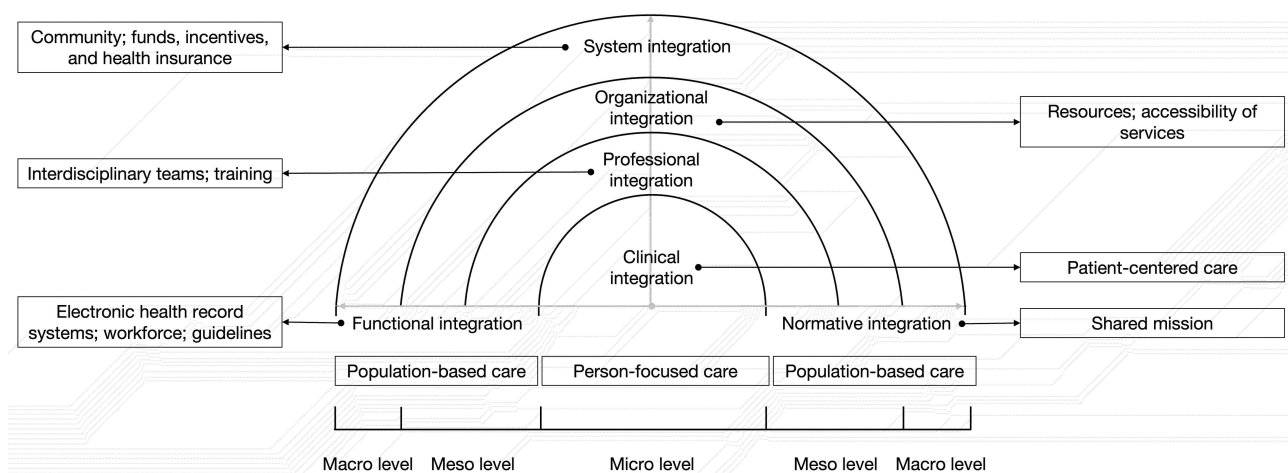 Community; funds, incentives,
and health insurance
System integration
Organizational
integration
Resources; accessibility of
services
Interdisciplinary teams; training
Professional
integration
Clinical
integration
Patient-centered care
Electronic health record
systems; workforce; guidelines
Functional integration
Normative integration
Shared mission
Population-based care
Person-focused care
Population-based care
Macro level
Meso level
Micro level
Meso level
Macro level